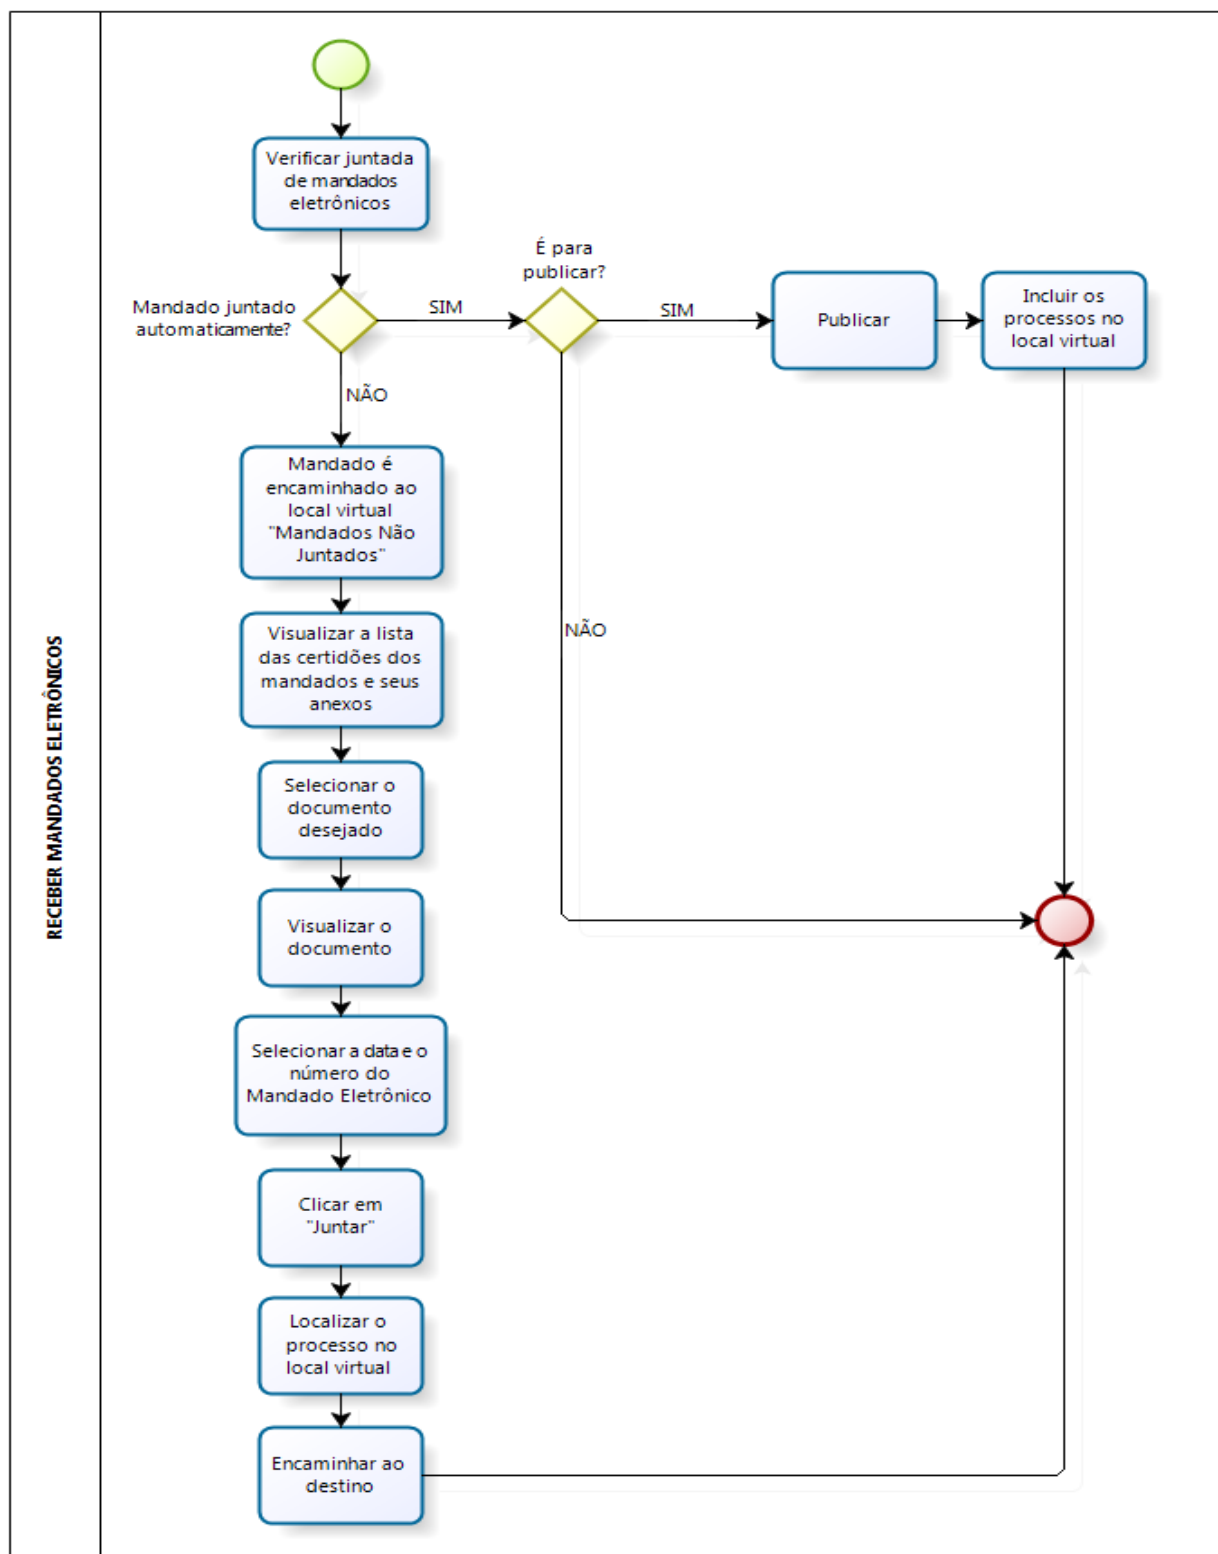 RECEBER MANDADOS ELETRÔNICOS
Verificar juntada
de mandados
eletrônicos
Mandado juntado
automaticamente?
SIM
É para
publicar?
SIM
Publicar
Incluir os
processos no
local virtual
NÃO
Mandado é
encaminhado ao
local virtual
"Mandados Não
Juntados"
NÃO
Visualizar a lista
das certidões dos
mandados e seus
anexos
Selecionar o
documento
desejado
Visualizar o
documento
Selecionar a data e o
número do
Mandado Eletrônico
Clicar em
"Juntar"
Localizar o
processo no
local virtual
Encaminhar ao
destino